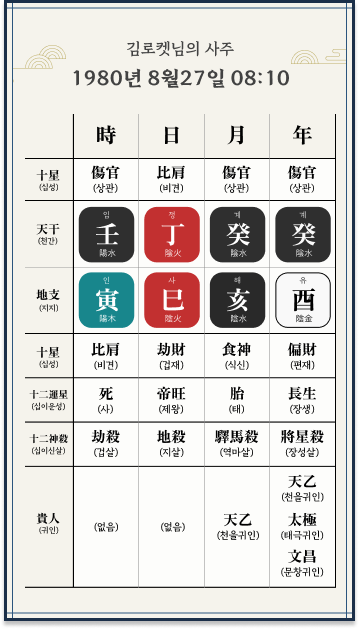 김로켓님의 사주
1980년 8월27일 08:10
時 日 月 年
十星 傷官 比肩 傷官 傷官
(십성) (상관) (비견) (상관) (상관)
임 정 계 계
天干 壬 丁 癸 癸
(천간) 陽水 陰火 陰水 陰水
인 사 해 유
地支 寅 巳 亥 酉
(지지) 陽木 陰火 陰水 陰金
十星 比肩 劫財 食神 偏財
(십성) (비견) (겁재) (식신) (편재)
十二運星 死 帝旺 胎 長生
(십이운성) (사) (제왕) (태) (장생)
十二神殺 劫殺 地殺 驛馬殺 將星殺
(십이신살) (겁살) (지살) (역마살) (장성살)
貴人 (없음) (없음) 天乙 天乙
(귀인) (천을귀인) (천을귀인)
太極
(태극귀인)
文昌
(문창귀인)